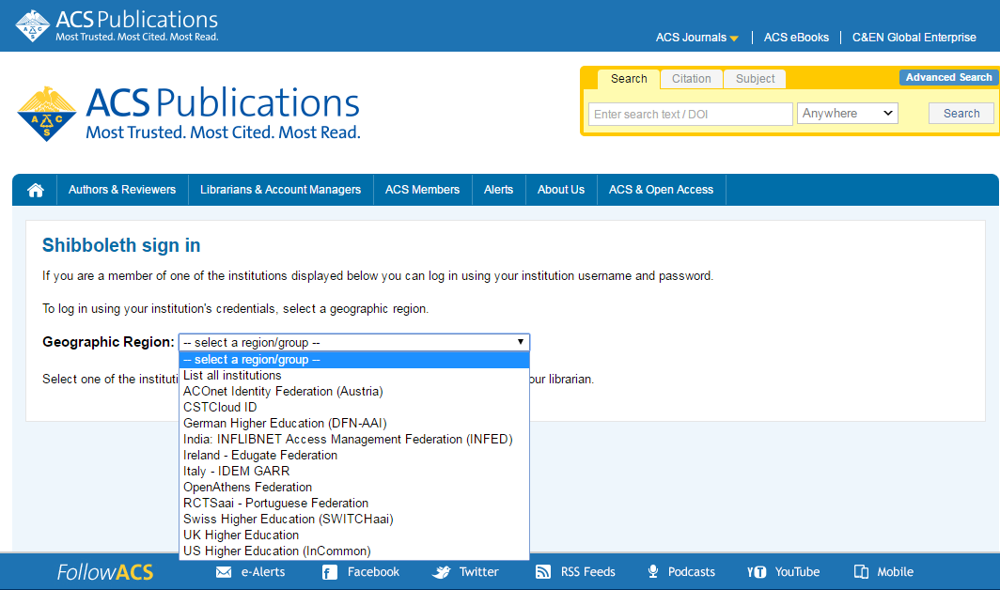 ACS Publications
Most Trusted. Most Cited. Most Read.
ACS Journals | ACS eBooks | C&EN Global Enterprise
ACS Publications
Most Trusted. Most Cited. Most Read.
A C S
Search Citation Subject Advanced Search
Enter search text / DOI Anywhere Search
Authors & Reviewers Librarians & Account Managers ACS Members Alerts About Us ACS & Open Access
Shibboleth sign in
If you are a member of one of the institutions displayed below you can log in using your institution username and password.
To log in using your institution's credentials, select a geographic region.
Geographic Region: -- select a region/group --
-- select a region/group --
Select one of the instituti
our librarian.
List all institutions
ACOnet Identity Federation (Austria)
CSTCloud ID
German Higher Education (DFN-AAI)
India: INFLIBNET Access Management Federation (INFED)
Ireland - Edugate Federation
Italy - IDEM GARR
OpenAthens Federation
RCTSaai - Portuguese Federation
Swiss Higher Education (SWITCHaai)
UK Higher Education
US Higher Education (InCommon)
FollowACS e-Alerts Facebook Twitter RSS Feeds Podcasts YouTube Mobile